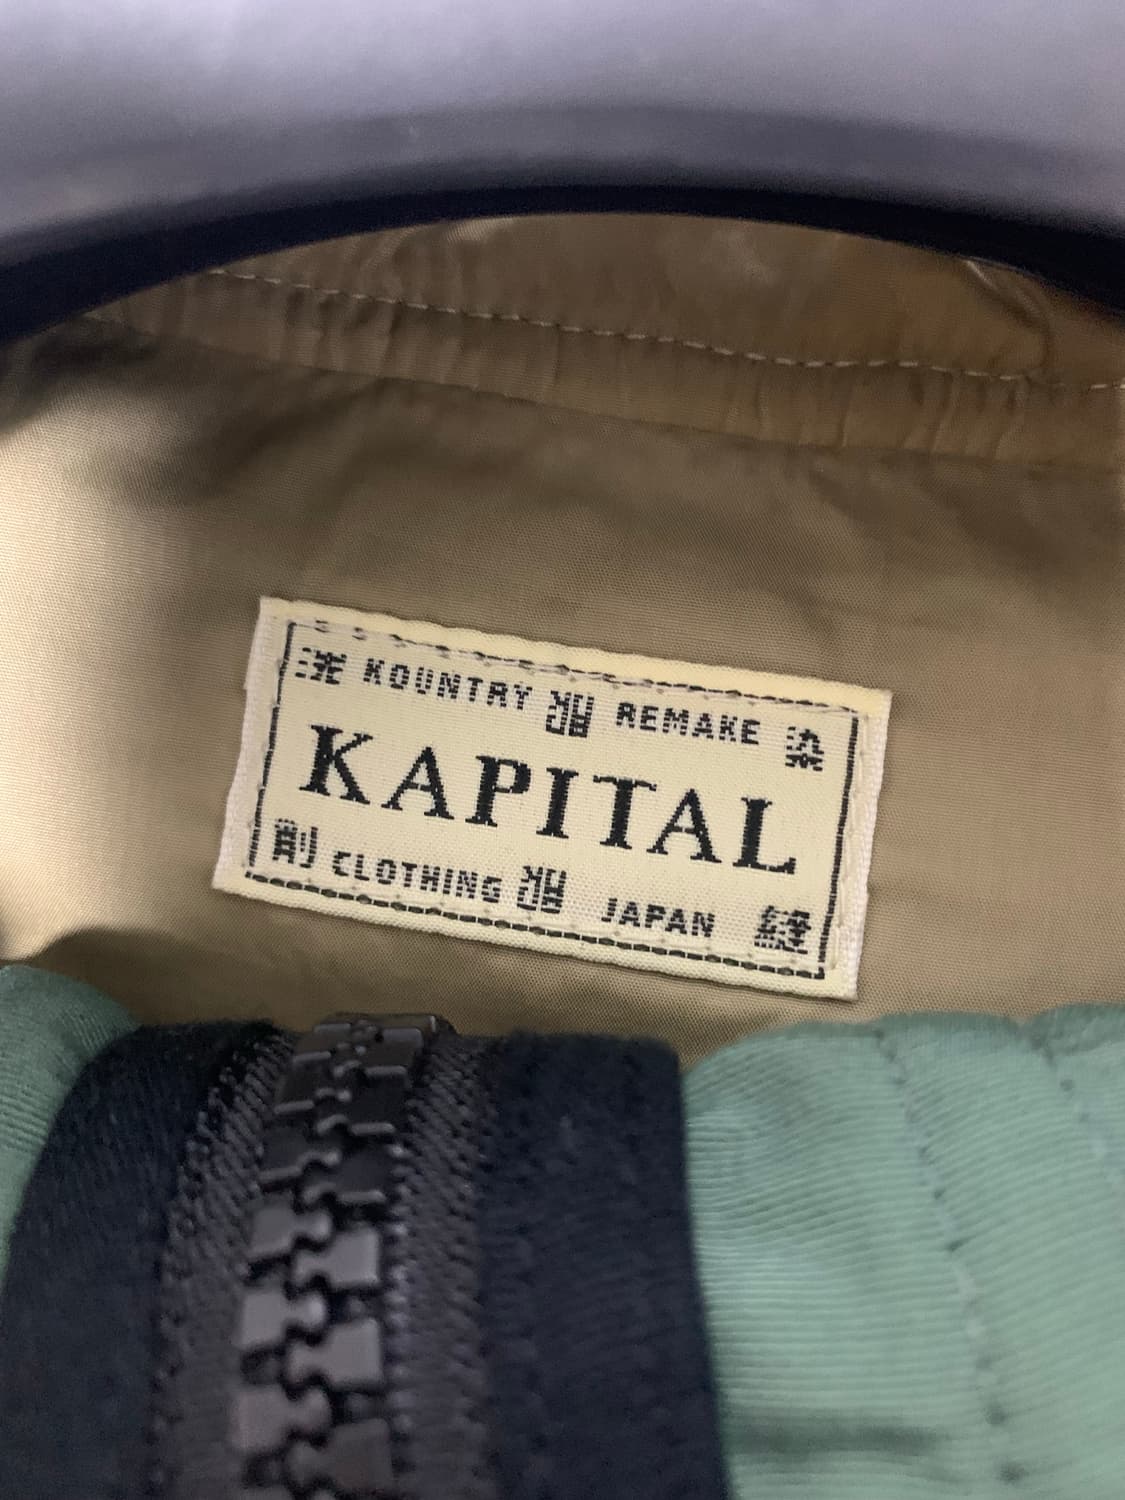 洗 KOUNTRY REMAKE 染
KAPITAL
削 CLOTHING JAPAN 縫